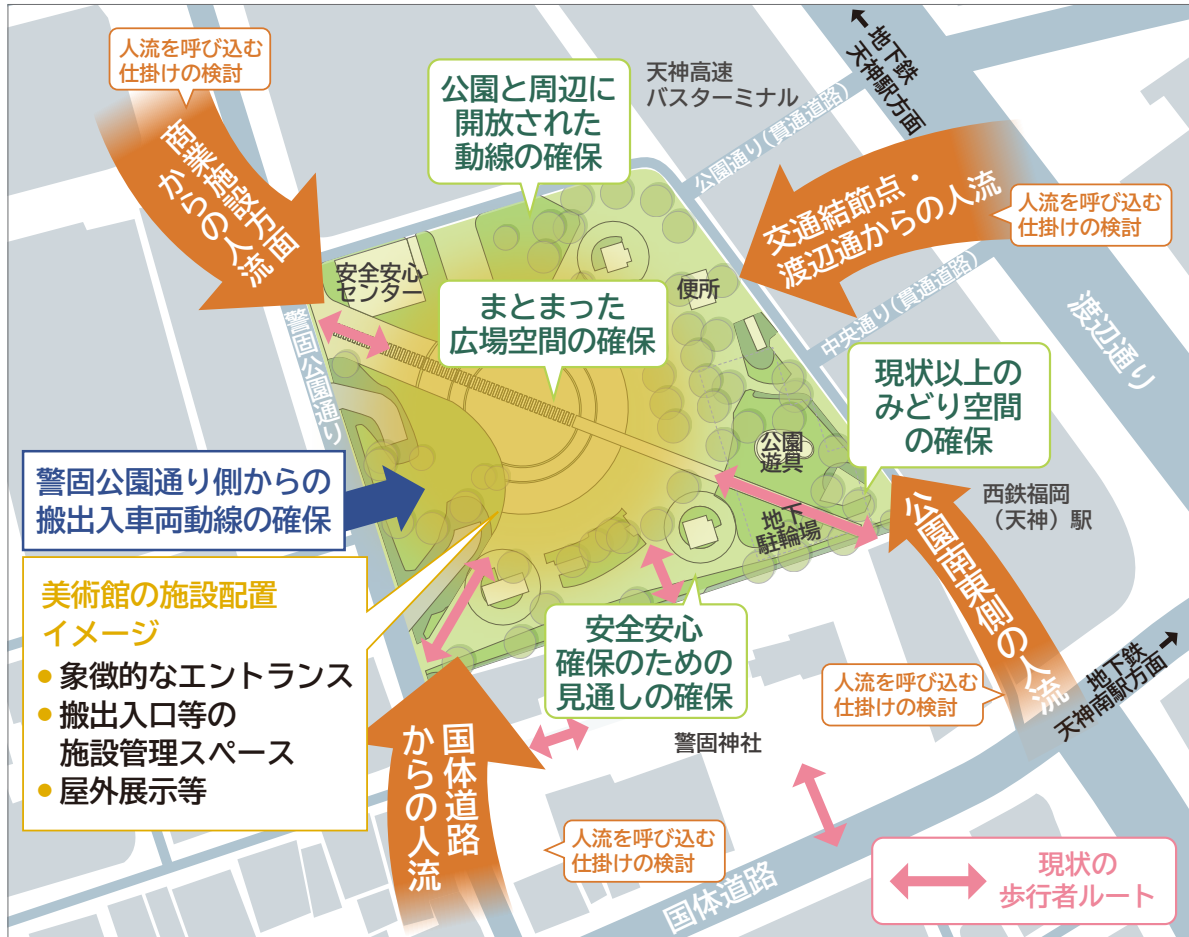 人流を呼び込む
仕掛けの検討
商業施設方面
からの人流
公園と周辺に
開放された
動線の確保
天神高速
バスターミナル
地下鉄
天神駅方面
公園通り(貫通道路)
交通結節点・
渡辺通からの人流
人流を呼び込む
仕掛けの検討
安全安心
センター
便所
まとまった
広場空間の確保
中央通り(貫通道路)
渡辺通り
警固公園通り
現状以上の
みどり空間
の確保
公園
遊具
警固公園通り側からの
搬出入車両動線の確保
西鉄福岡
(天神)駅
地下
駐輪場
公園南東側の人流
美術館の施設配置
イメージ
●象徴的なエントランス
●搬出入口等の
施設管理スペース
●屋外展示等
安全安心
確保のための
見通しの確保
人流を呼び込む
仕掛けの検討
地下鉄
天神南駅方面
国体道路
からの人流
警固神社
人流を呼び込む
仕掛けの検討
国体道路
現状の
歩行者ルート